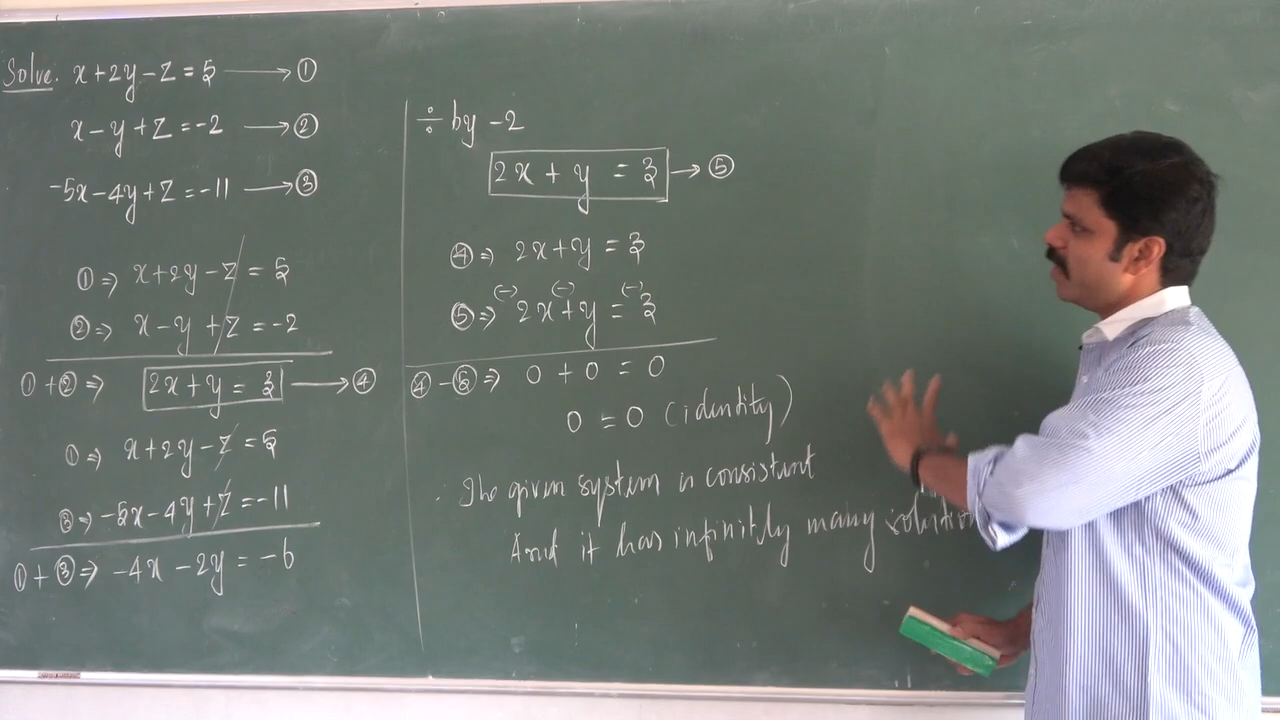 Solve. x+2y-z=5 → ①
x-y+z=-2 → ②
-5x-4y+z=-11 → ③
① ⇒ x+2y-z=5
② ⇒ x-y+z=-2
①+② ⇒ 2x+y=3 → ④
① ⇒ x+2y-z=5
③ ⇒ -5x-4y+z=-11
①+③ ⇒ -4x-2y=-6
÷ by -2
2x+y=3 → ⑤
④ ⇒ 2x+y=3
(-) (-) (-)
⑤ ⇒ 2x+y=3
④-⑤ ⇒ 0+0=0
0=0 (identity)
The given system is consistent
And it has infinitly many solution